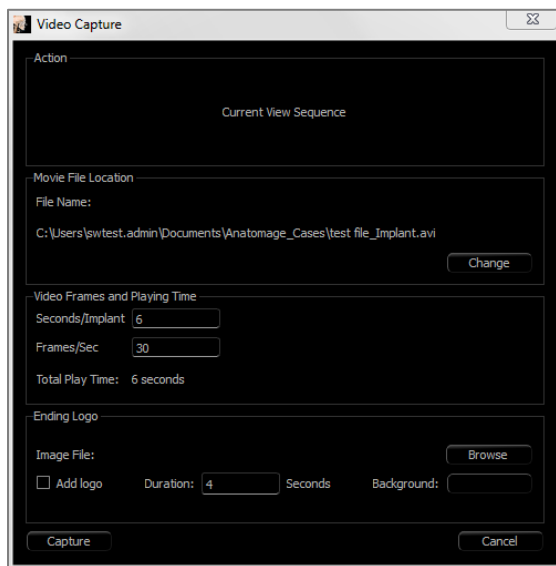 Video Capture
Action
Current View Sequence
Movie File Location
File Name:
C:\Users\swtest.admin\Documents\Anatomage_Cases\test file_Implant.avi
Change
Video Frames and Playing Time
Seconds/Implant 6
Frames/Sec 30
Total Play Time: 6 seconds
Ending Logo
Image File: Browse
Add logo Duration: 4 Seconds Background:
Capture Cancel